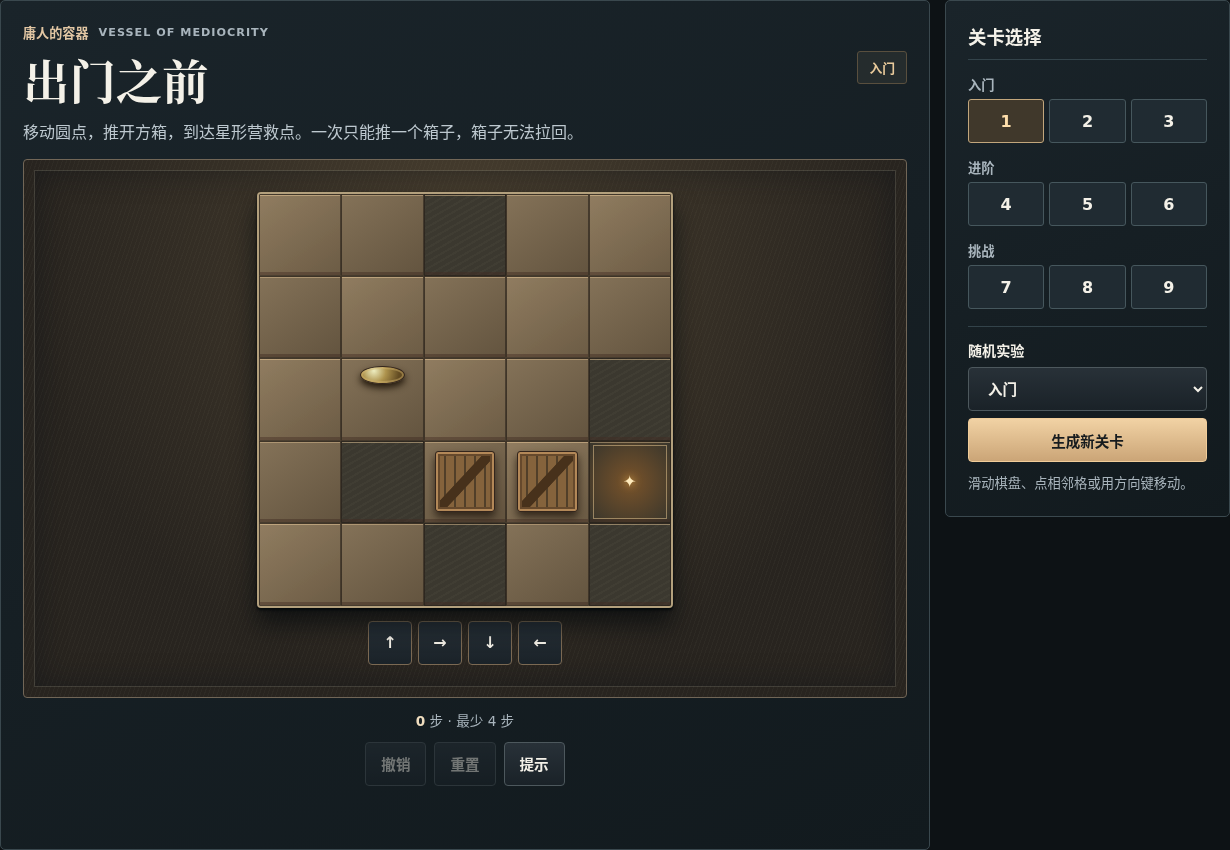 庸人的容器 VESSEL OF MEDIOCRITY
出门之前
入门
移动圆点，推开方箱，到达星形营救点。一次只能推一个箱子，箱子无法拉回。
↑ → ↓ ←
0 步 · 最少 4 步
撤销 重置 提示
关卡选择
入门
1 2 3
进阶
4 5 6
挑战
7 8 9
随机实验
入门
生成新关卡
滑动棋盘、点相邻格或用方向键移动。